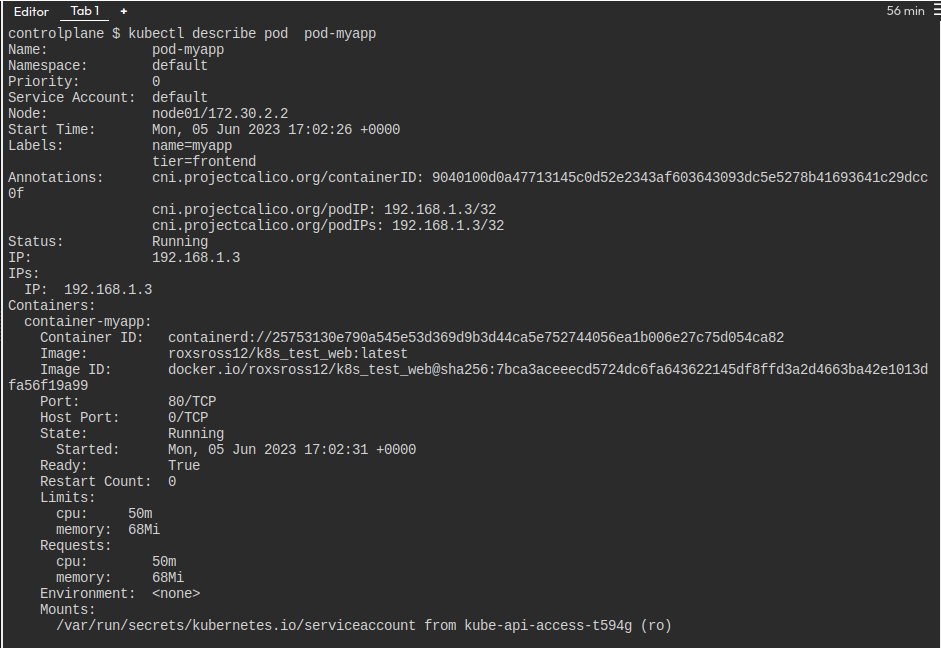 Editor Tab 1 + 56 min
controlplane $ kubectl describe pod  pod-myapp
Name:             pod-myapp
Namespace:        default
Priority:         0
Service Account:  default
Node:             node01/172.30.2.2
Start Time:       Mon, 05 Jun 2023 17:02:26 +0000
Labels:           name=myapp
                  tier=frontend
Annotations:      cni.projectcalico.org/containerID: 9040100d0a47713145c0d52e2343af603643093dc5e5278b41693641c29dcc
0f
                  cni.projectcalico.org/podIP: 192.168.1.3/32
                  cni.projectcalico.org/podIPs: 192.168.1.3/32
Status:           Running
IP:               192.168.1.3
IPs:
  IP:  192.168.1.3
Containers:
  container-myapp:
    Container ID:   containerd://25753130e790a545e53d369d9b3d44ca5e752744056ea1b006e27c75d054ca82
    Image:          roxsross12/k8s_test_web:latest
    Image ID:       docker.io/roxsross12/k8s_test_web@sha256:7bca3aceeecd5724dc6fa643622145df8ffd3a2d4663ba42e1013d
fa56f19a99
    Port:           80/TCP
    Host Port:      0/TCP
    State:          Running
      Started:      Mon, 05 Jun 2023 17:02:31 +0000
    Ready:          True
    Restart Count:  0
    Limits:
      cpu:     50m
      memory:  68Mi
    Requests:
      cpu:        50m
      memory:     68Mi
    Environment:  <none>
    Mounts:
      /var/run/secrets/kubernetes.io/serviceaccount from kube-api-access-t594g (ro)